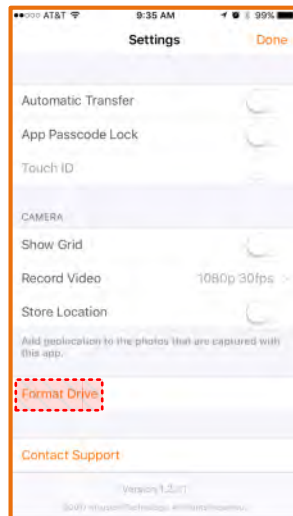 AT&T 9:35 AM 99%
Settings Done
Automatic Transfer
App Passcode Lock
Touch ID
CAMERA
Show Grid
Record Video 1080p 30fps >
Store Location
Add geolocation to the photos that are captured with
this app.
Format Drive
Contact Support